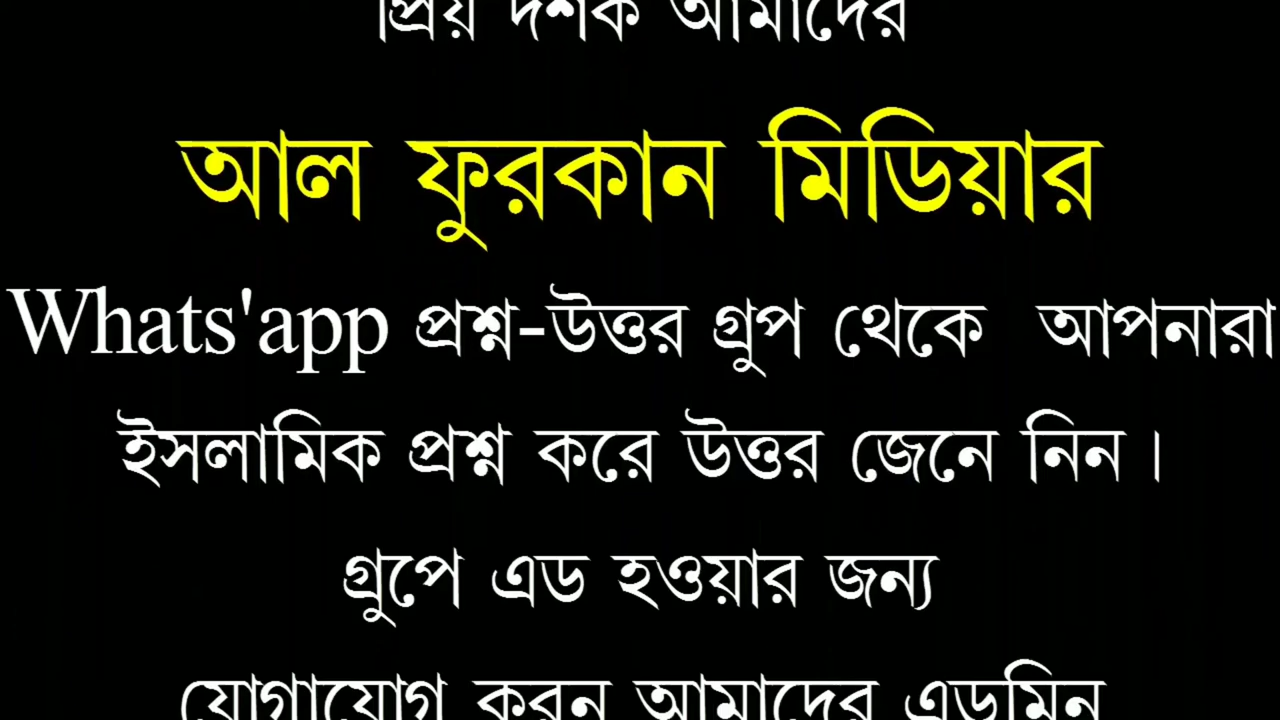 প্রিয় দর্শক আমাদের
আল ফুরকান মিডিয়ার
Whats'app প্রশ্ন-উত্তর গ্রুপ থেকে আপনারা
ইসলামিক প্রশ্ন করে উত্তর জেনে নিন।
গ্রুপে এড হওয়ার জন্য
যোগাযোগ করুন আমাদের এডমিন